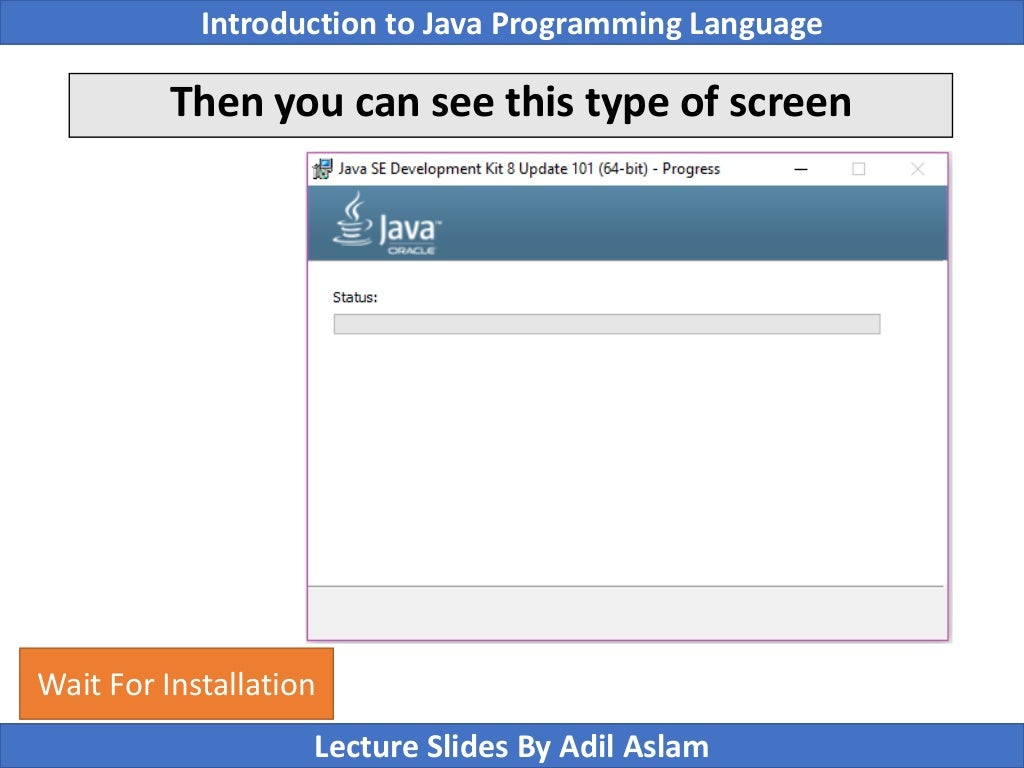 Introduction to Java Programming Language
Then you can see this type of screen
Java SE Development Kit 8 Update 101 (64-bit) - Progress
Java™
ORACLE
Status:
Wait For Installation
Lecture Slides By Adil Aslam